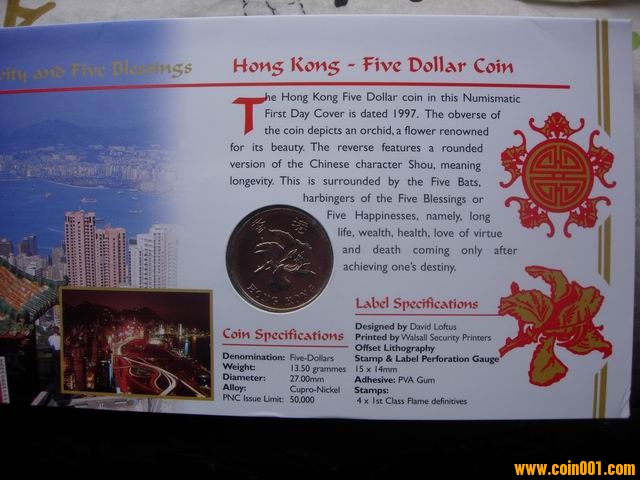 vity and Five Blessings
Hong Kong - Five Dollar Coin
The Hong Kong Five Dollar coin in this Numismatic
First Day Cover is dated 1997. The obverse of
the coin depicts an orchid, a flower renowned
for its beauty. The reverse features a rounded
version of the Chinese character Shou, meaning
longevity. This is surrounded by the Five Bats,
harbingers of the Five Blessings or
Five Happinesses, namely, long
life, wealth, health, love of virtue
and death coming only after
achieving one's destiny.
香港
HONG KONG
Coin Specifications
Denomination: Five-Dollars
Weight: 13.50 grammes
Diameter: 27.00mm
Alloy: Cupro-Nickel
PNC Issue Limit: 50,000
Label Specifications
Designed by David Loftus
Printed by Walsall Security Printers
Offset Lithography
Stamp & Label Perforation Gauge
15 x 14mm
Adhesive: PVA Gum
Stamps:
4 x 1st Class Flame definitives
www.coin001.com